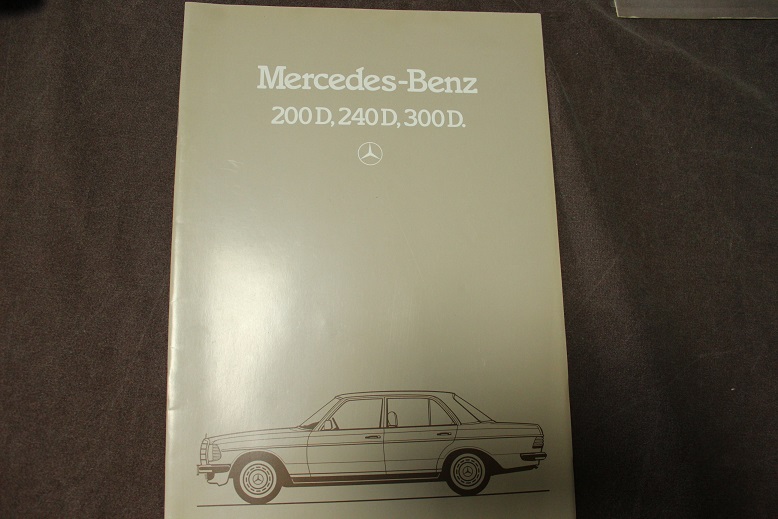 Mercedes-Benz
200 D, 240 D, 300 D.